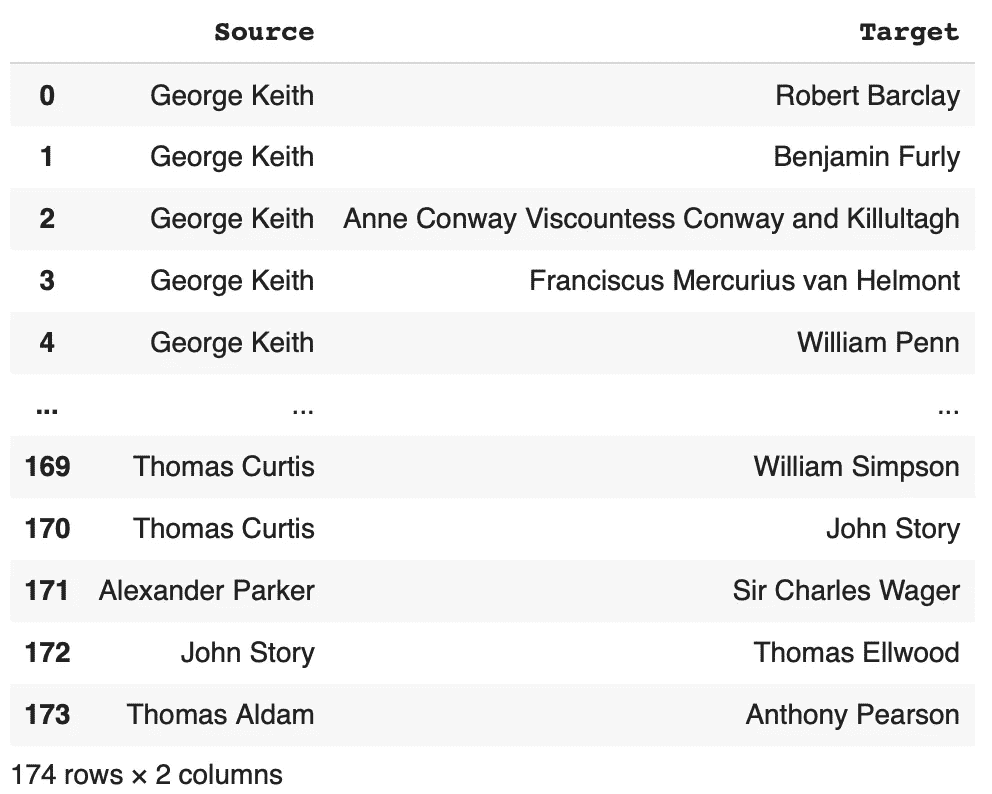 Source Target
0 George Keith Robert Barclay
1 George Keith Benjamin Furly
2 George Keith Anne Conway Viscountess Conway and Killultagh
3 George Keith Franciscus Mercurius van Helmont
4 George Keith William Penn
... ... ...
169 Thomas Curtis William Simpson
170 Thomas Curtis John Story
171 Alexander Parker Sir Charles Wager
172 John Story Thomas Ellwood
173 Thomas Aldam Anthony Pearson
174 rows × 2 columns